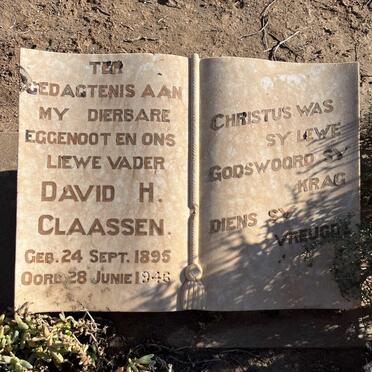 TER
GEDAGTENIS AAN
MY DIERBARE
EGGENOOT EN ONS
LIEWE VADER
DAVID H.
CLAASSEN.
GEB. 24 SEPT. 1895
OORL. 28 JUNIE 1946
CHRISTUS WAS
SY LEWE
GODSWOORD SY
KRAG
DIENS SY
VREUGDE